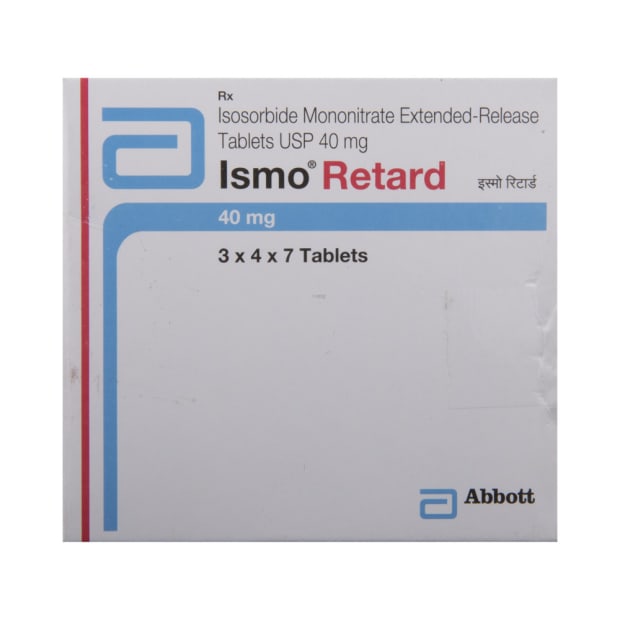 Rx
Isosorbide Mononitrate Extended-Release
Tablets USP 40 mg
Ismo® Retard इस्मो रिटार्ड
40 mg
3 x 4 x 7 Tablets
Abbott